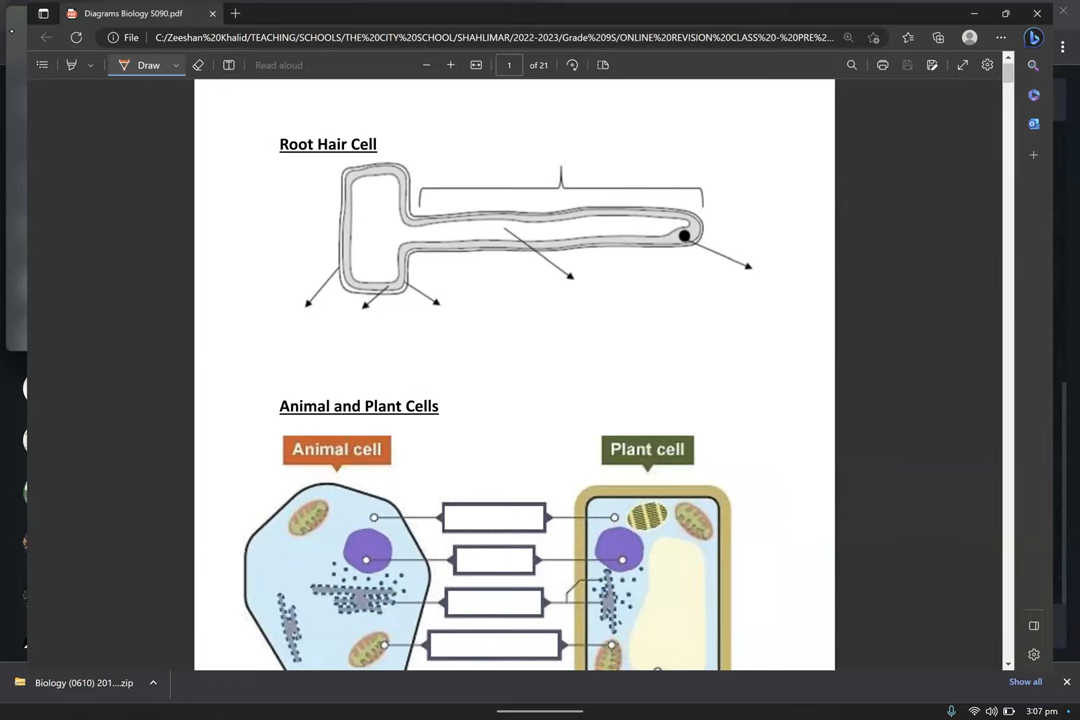 Diagrams Biology 5090.pdf
File
C:/Zeeshan%20Khalid/TEACHING/SCHOOLS/THE%20CITY%20SCHOOL/SHAHLIMAR/2022-2023/Grade%209S/ONLINE%20REVISION%20CLASS%20-%20PRE%...
Draw
Read aloud
1 of 21
Root Hair Cell
Animal and Plant Cells
Animal cell
Plant cell
Biology (0610) 201....zip
Show all
3:07 pm